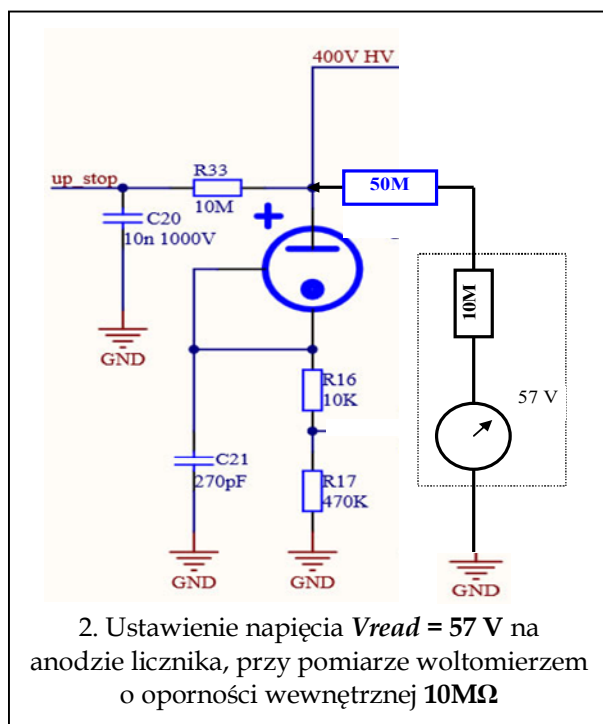 400V HV
R33
up_stop
50M
10M
C20
10n 1000V
+
10M
GND
R16
10K
57 V
C21
270pF
R17
470K
GND
GND
GND
2. Ustawienie napięcia Vread = 57 V na
anodzie licznika, przy pomiarze woltomierzem
o oporności wewnętrznej 10MΩ